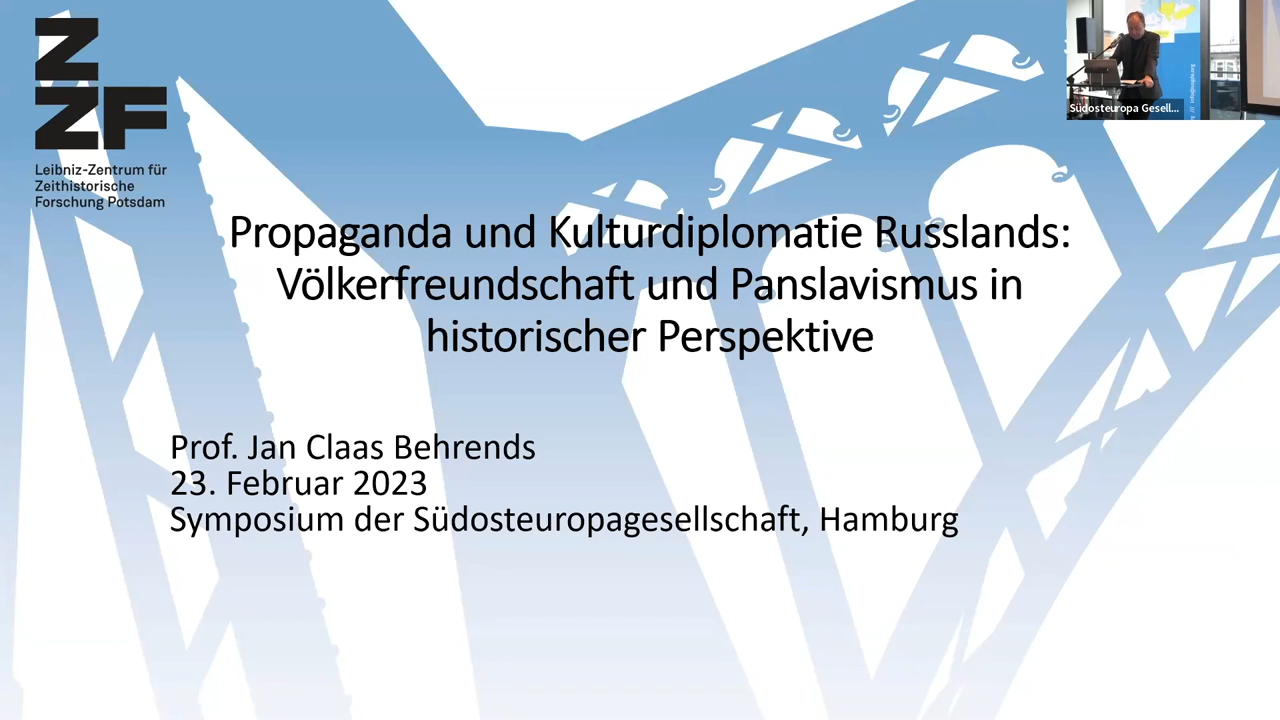 Z
ZF
Leibniz-Zentrum für
Zeithistorische
Forschung Potsdam
Südosteuropa Gesell...
Propaganda und Kulturdiplomatie Russlands:
Völkerfreundschaft und Panslavismus in
historischer Perspektive
Prof. Jan Claas Behrends
23. Februar 2023
Symposium der Südosteuropagesellschaft, Hamburg